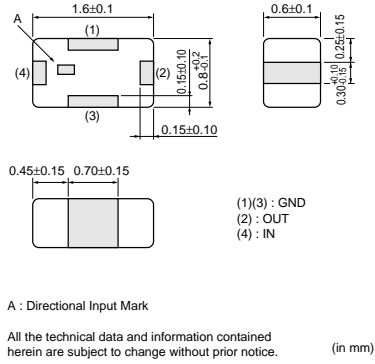 1.6±0.1
0.6±0.1
A
(1)
(4)
(2)
(3)
0.15±0.10
0.8+0.2-0.1
0.15±0.10
0.25±0.15
0.30+0.10-0.15
0.45±0.15 0.70±0.15
(1)(3) : GND
(2) : OUT
(4) : IN
A : Directional Input Mark
All the technical data and information contained
herein are subject to change without prior notice.
(in mm)